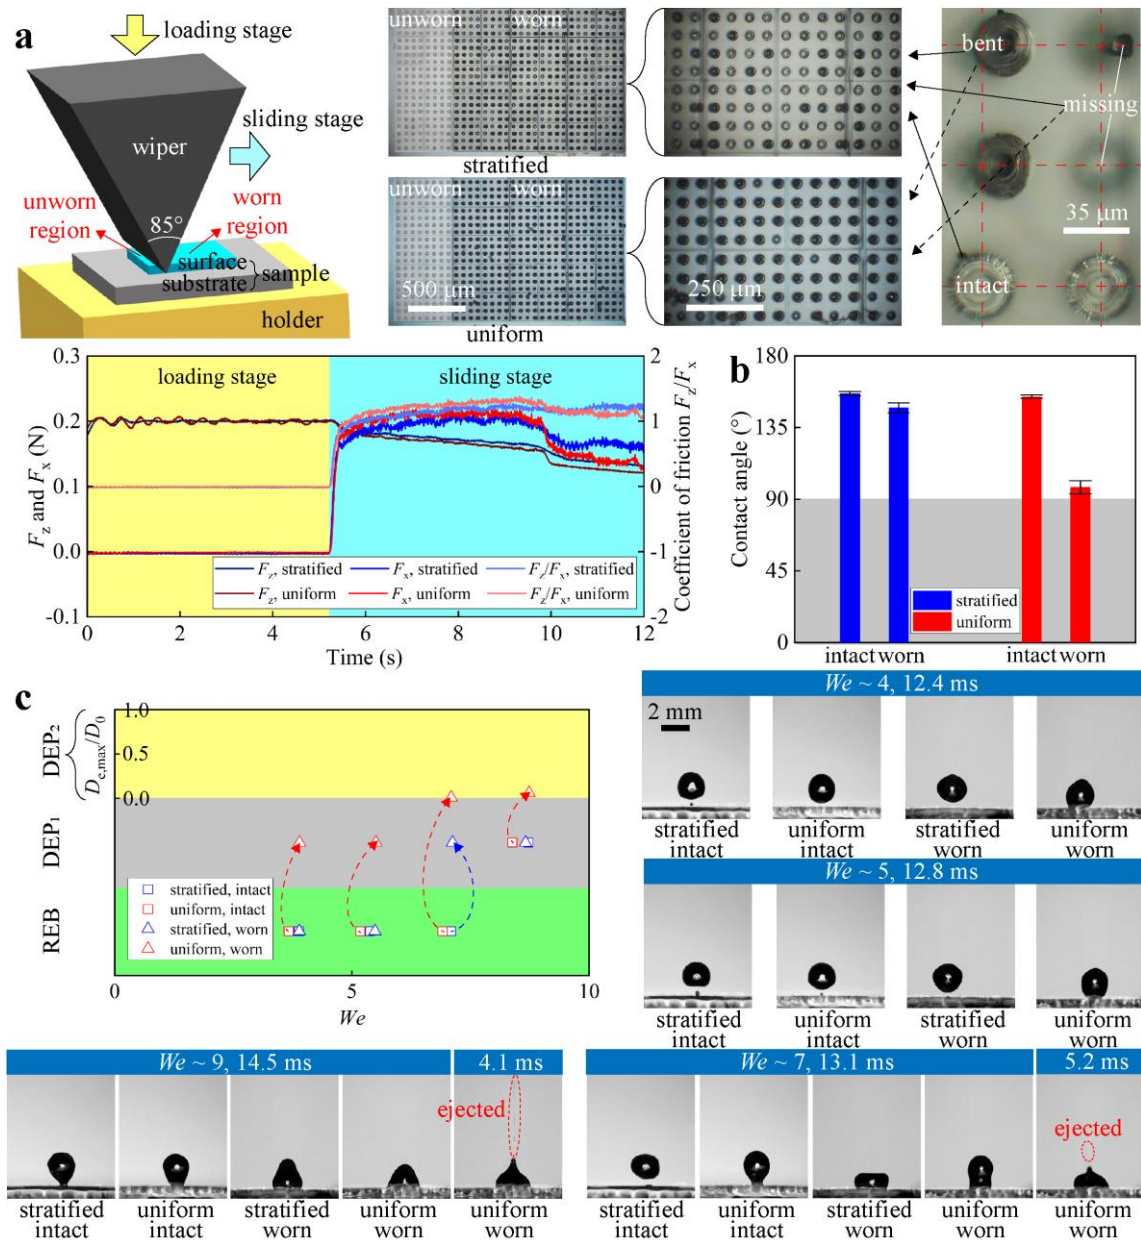 a
loading stage
wiper
sliding stage
unworn
region
worn
region
85°
surface
substrate
sample
holder
unworn
worn
stratified
unworn
worn
500 μm
uniform
250 μm
bent
missing
35 μm
intact
loading stage
sliding stage
0.3
0.2
0.1
0.0
-0.1
Fz and Fx (N)
2
1
0
-1
-2
Coefficient of friction Fz/Fx
Fz, stratified
Fx, stratified
Fz/Fx, stratified
Fz, uniform
Fx, uniform
Fz/Fx, uniform
0 2 4 6 8 10 12
Time (s)
b
180
135
90
45
0
Contact angle (°)
stratified
uniform
intact worn
intact worn
c
DEP₂
De,max/D0
1.0
0.5
0.0
DEP₁
REB
stratified, intact
uniform, intact
stratified, worn
uniform, worn
0 5 10
We
We ~ 4, 12.4 ms
2 mm
stratified
intact
uniform
intact
stratified
worn
uniform
worn
We ~ 5, 12.8 ms
stratified
intact
uniform
intact
stratified
worn
uniform
worn
We ~ 9, 14.5 ms
4.1 ms
ejected
stratified
intact
uniform
intact
stratified
worn
uniform
worn
uniform
worn
We ~ 7, 13.1 ms
5.2 ms
ejected
stratified
intact
uniform
intact
stratified
worn
uniform
worn
uniform
worn